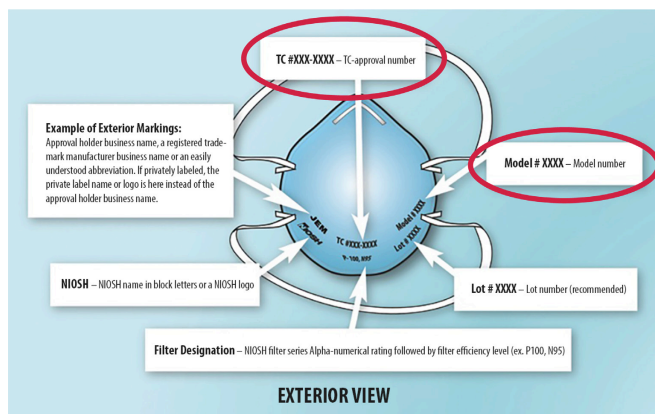 TC #XXX-XXXX – TC-approval number
Example of Exterior Markings:
Approval holder business name, a registered trade-
mark manufacturer business name or an easily
understood abbreviation. If privately labeled, the
private label name or logo is here instead of the
approval holder business name.
Model # XXXX – Model number
JEM
NIOSH
TC #XXX-XXXX
P-100, N95
Model # XXXX
Lot # XXXX
NIOSH – NIOSH name in block letters or a NIOSH logo
Lot # XXXX – Lot number (recommended)
Filter Designation – NIOSH filter series Alpha-numerical rating followed by filter efficiency level (ex. P100, N95)
EXTERIOR VIEW